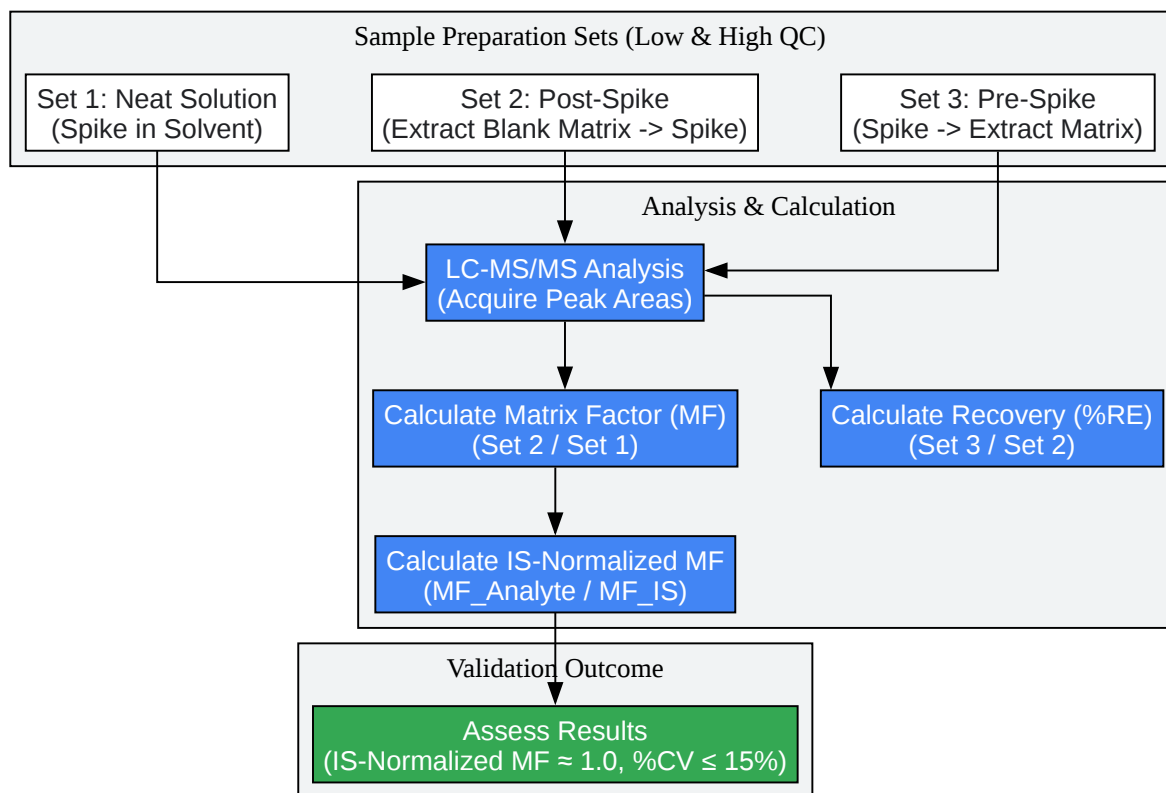 Sample Preparation Sets (Low & High QC)
Set 1: Neat Solution
(Spike in Solvent)
Set 2: Post-Spike
(Extract Blank Matrix -> Spike)
Set 3: Pre-Spike
(Spike -> Extract Matrix)
Analysis & Calculation
LC-MS/MS Analysis
(Acquire Peak Areas)
Calculate Matrix Factor (MF)
(Set 2 / Set 1)
Calculate Recovery (%RE)
(Set 3 / Set 2)
Calculate IS-Normalized MF
(MF_Analyte / MF_IS)
Validation Outcome
Assess Results
(IS-Normalized MF ≈ 1.0, %CV ≤ 15%)